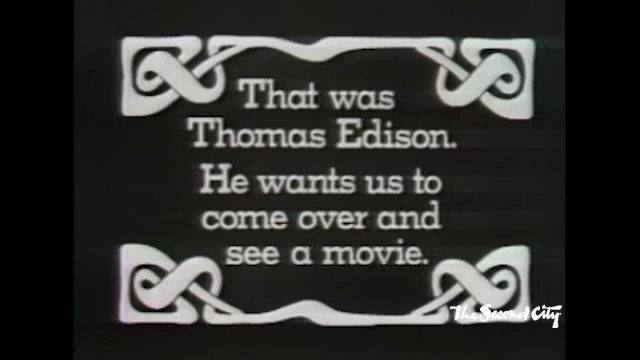 That was
Thomas Edison.
He wants us to
come over and
see a movie.
The Second City